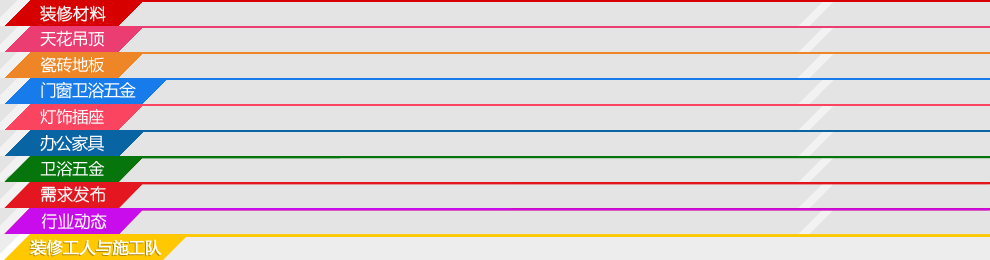 装修材料
天花吊顶
瓷砖地板
门窗卫浴五金
灯饰插座
办公家具
卫浴五金
需求发布
行业动态
装修工人与施工队